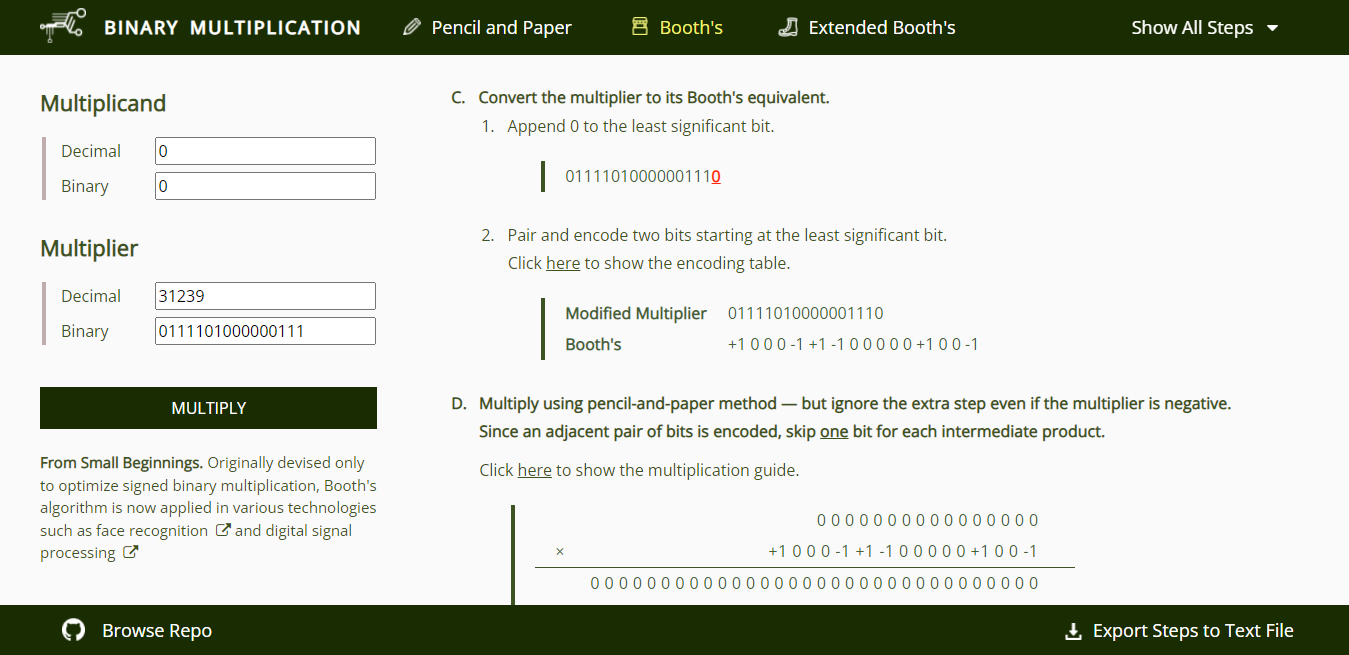 BINARY MULTIPLICATION
Pencil and Paper
Booth's
Extended Booth's
Show All Steps
Multiplicand
Decimal 0
Binary 0
Multiplier
Decimal 31239
Binary 0111101000000111
MULTIPLY
From Small Beginnings. Originally devised only
to optimize signed binary multiplication, Booth's
algorithm is now applied in various technologies
such as face recognition and digital signal
processing
C. Convert the multiplier to its Booth's equivalent.
1. Append 0 to the least significant bit.
01111010000001110
2. Pair and encode two bits starting at the least significant bit.
Click here to show the encoding table.
Modified Multiplier 01111010000001110
Booth's +1 0 0 0 -1 +1 -1 0 0 0 0 0 +1 0 0 -1
D. Multiply using pencil-and-paper method — but ignore the extra step even if the multiplier is negative.
Since an adjacent pair of bits is encoded, skip one bit for each intermediate product.
Click here to show the multiplication guide.
0 0 0 0 0 0 0 0 0 0 0 0 0 0 0 0
× +1 0 0 0 -1 +1 -1 0 0 0 0 0 +1 0 0 -1
0 0 0 0 0 0 0 0 0 0 0 0 0 0 0 0 0 0 0 0 0 0 0 0 0 0 0 0 0 0 0 0
Browse Repo
Export Steps to Text File